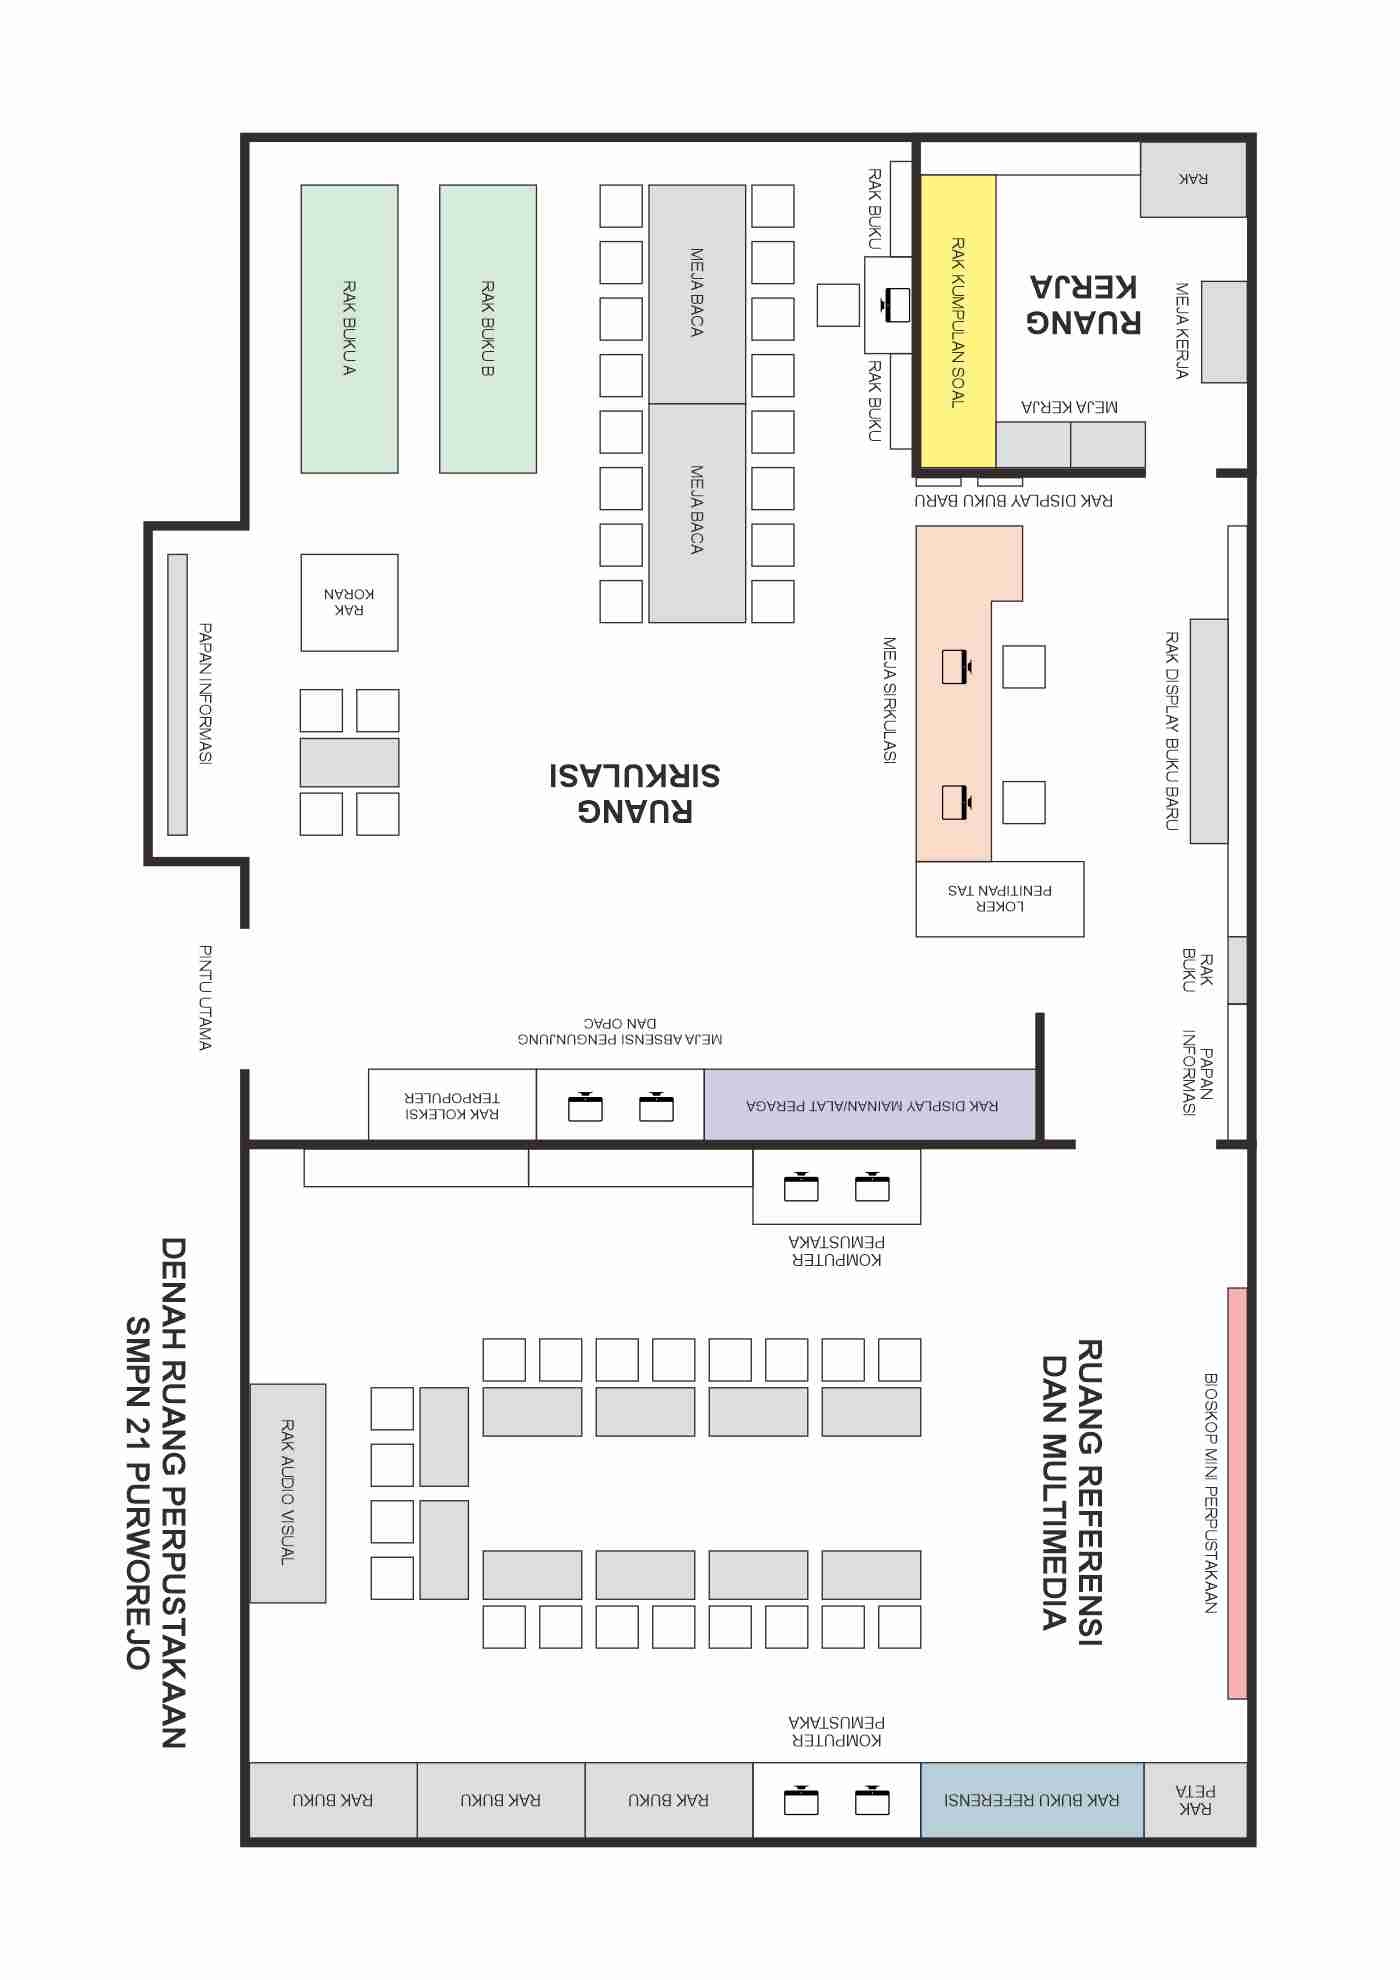 DENAH RUANG PERPUSTAKAAN
SMPN 21 PURWOREJO
RAK BUKU A
RAK BUKU B
MEJA BACA
MEJA BACA
RAK BUKU
RAK BUKU
RAK KUMPULAN SOAL
RUANG
KERJA
RAK
MEJA KERJA
MEJA KERJA
RAK DISPLAY BUKU BARU
PAPAN INFORMASI
RAK
KORAN
RUANG
SIRKULASI
MEJA SIRKULASI
RAK DISPLAY BUKU BARU
LOKER
PENITIPAN TAS
RAK
BUKU
PAPAN
INFORMASI
PINTU UTAMA
MEJA ABSENSI PENGUNJUNG
DAN OPAC
RAK KOLEKSI
TERPOPULER
RAK DISPLAY MAINAN/ALAT PERAGA
KOMPUTER
PEMUSTAKA
RUANG REFERENSI
DAN MULTIMEDIA
BIOSKOP MINI PERPUSTAKAAN
RAK AUDIO VISUAL
KOMPUTER
PEMUSTAKA
RAK BUKU
RAK BUKU
RAK BUKU
RAK BUKU REFERENSI
RAK
PETA